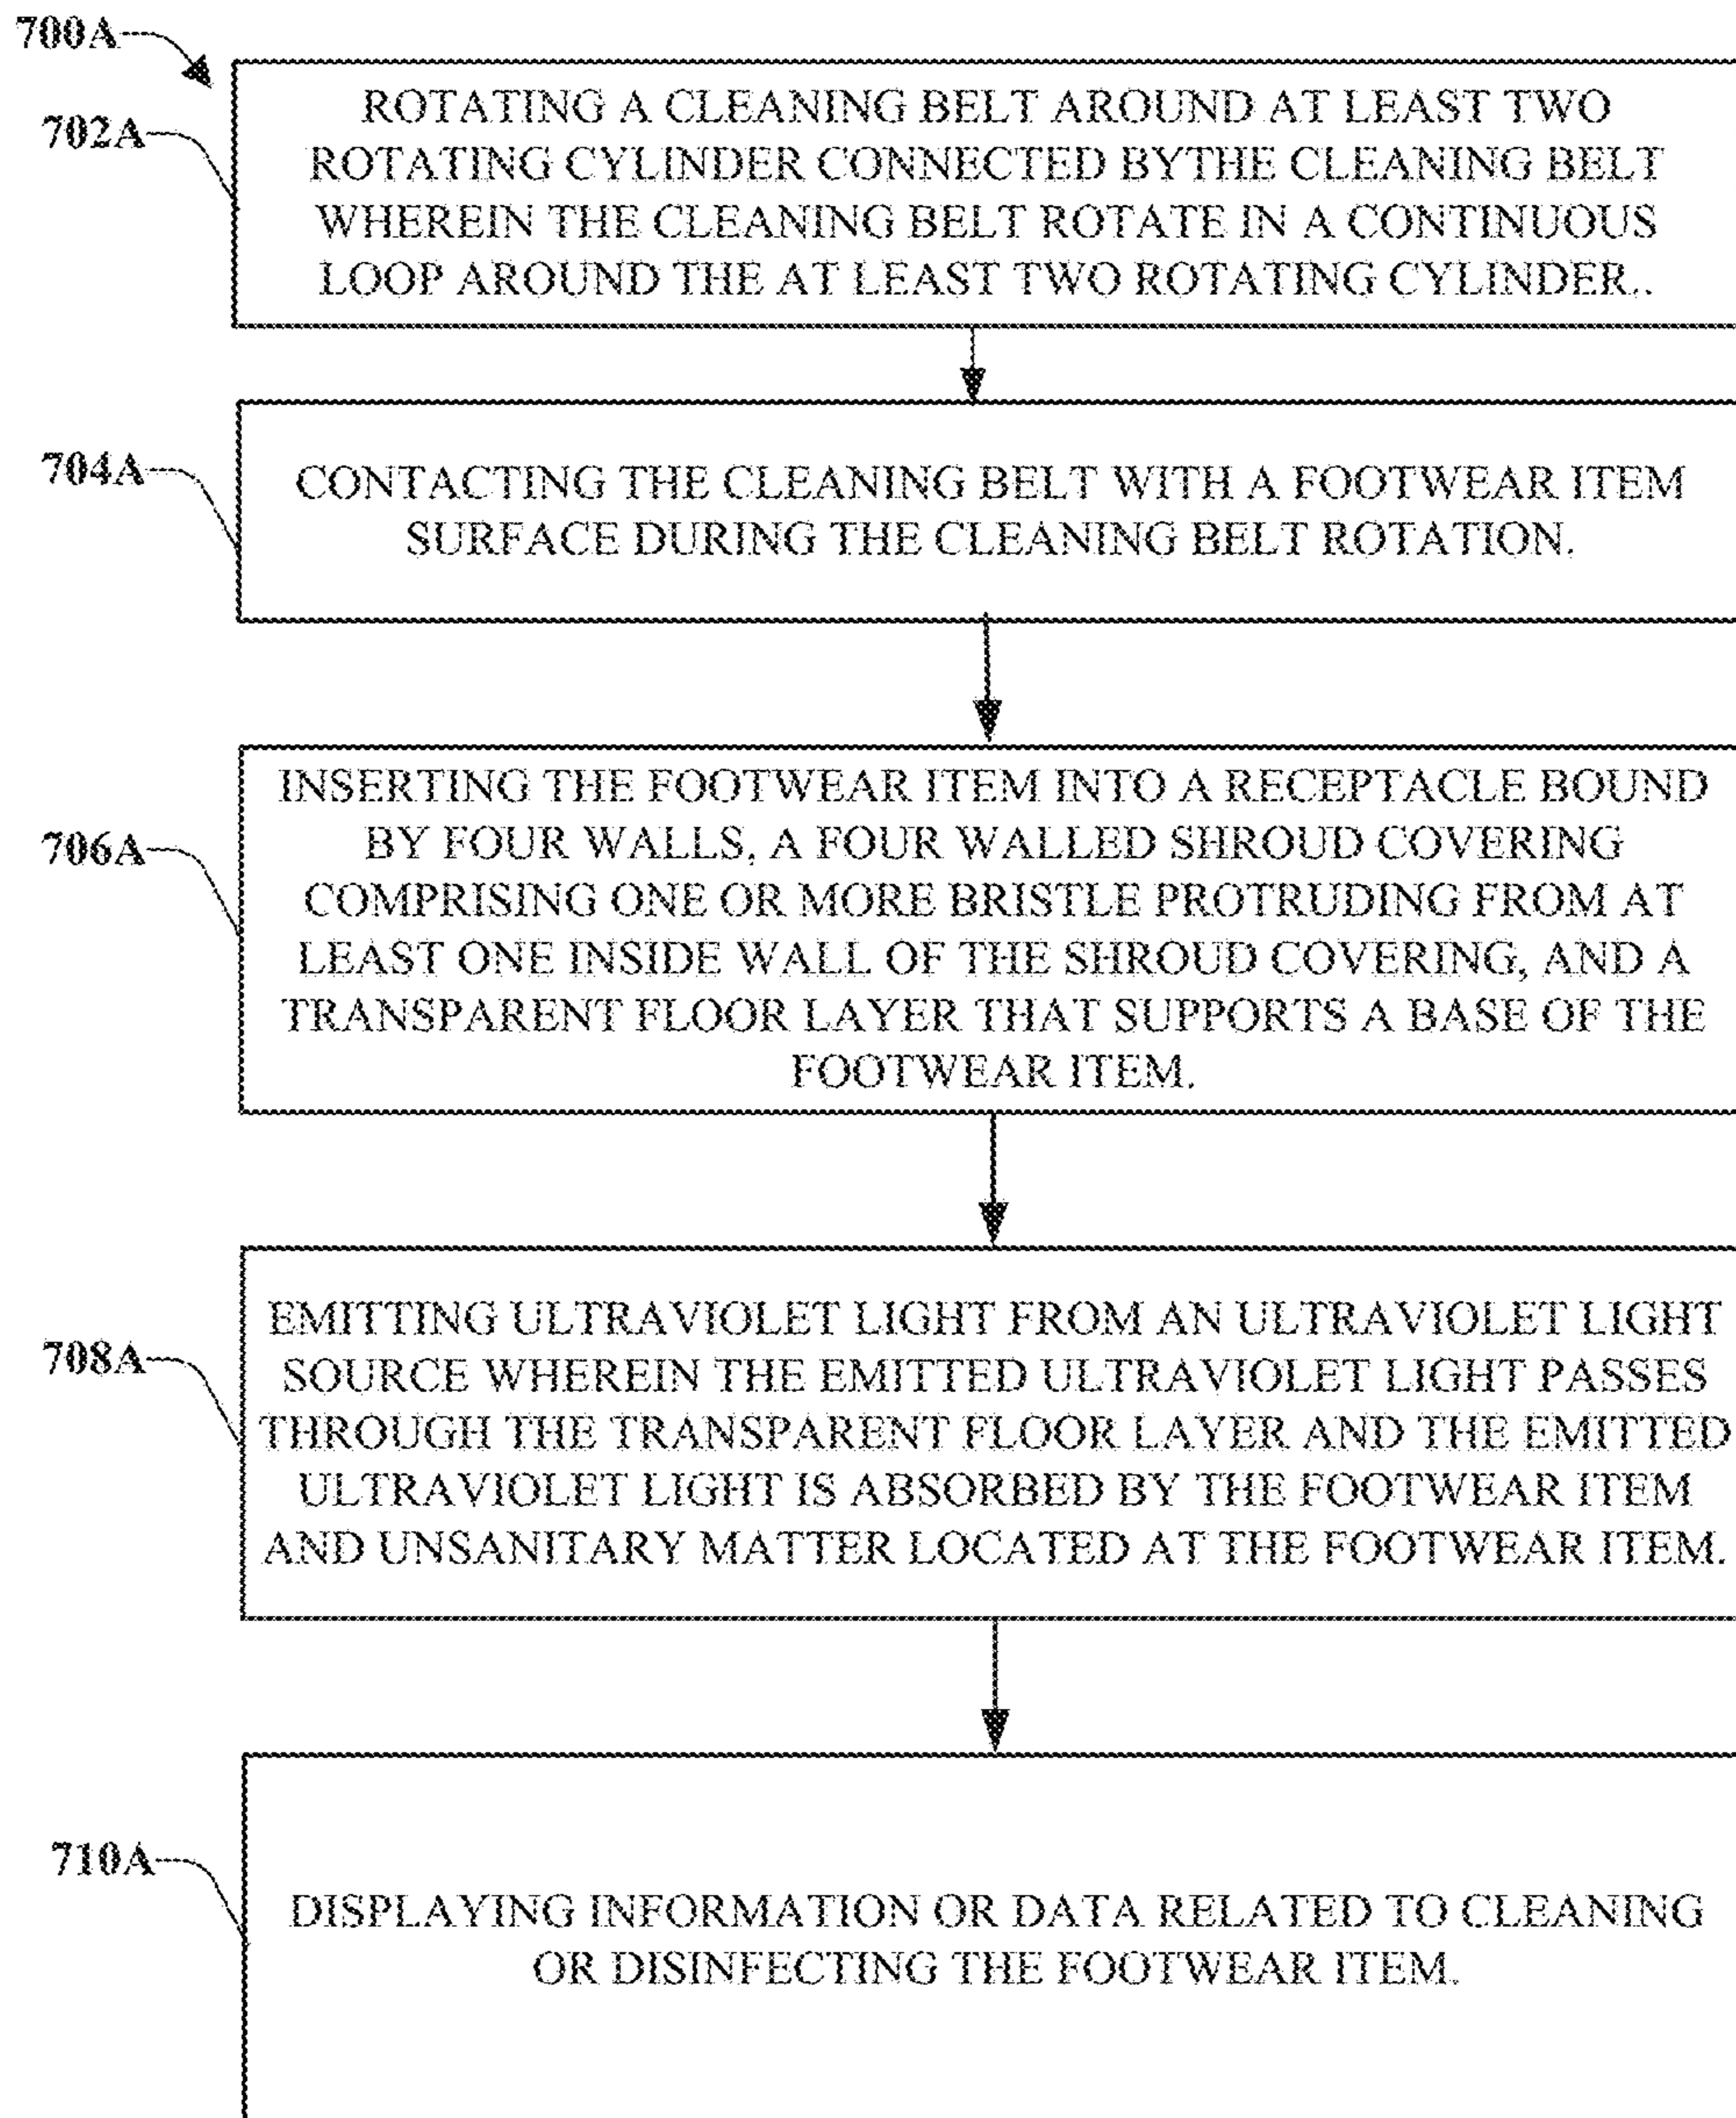 700A
702A
ROTATING A CLEANING BELT AROUND AT LEAST TWO
ROTATING CYLINDER CONNECTED BYTHE CLEANING BELT
WHEREIN THE CLEANING BELT ROTATE IN A CONTINUOUS
LOOP AROUND THE AT LEAST TWO ROTATING CYLINDER..
704A
CONTACTING THE CLEANING BELT WITH A FOOTWEAR ITEM
SURFACE DURING THE CLEANING BELT ROTATION.
706A
INSERTING THE FOOTWEAR ITEM INTO A RECEPTACLE BOUND
BY FOUR WALLS, A FOUR WALLED SHROUD COVERING
COMPRISING ONE OR MORE BRISTLE PROTRUDING FROM AT
LEAST ONE INSIDE WALL OF THE SHROUD COVERING, AND A
TRANSPARENT FLOOR LAYER THAT SUPPORTS A BASE OF THE
FOOTWEAR ITEM.
708A
EMITTING ULTRAVIOLET LIGHT FROM AN ULTRAVIOLET LIGHT
SOURCE WHEREIN THE EMITTED ULTRAVIOLET LIGHT PASSES
THROUGH THE TRANSPARENT FLOOR LAYER AND THE EMITTED
ULTRAVIOLET LIGHT IS ABSORBED BY THE FOOTWEAR ITEM
AND UNSANITARY MATTER LOCATED AT THE FOOTWEAR ITEM.
710A
DISPLAYING INFORMATION OR DATA RELATED TO CLEANING
OR DISINFECTING THE FOOTWEAR ITEM.